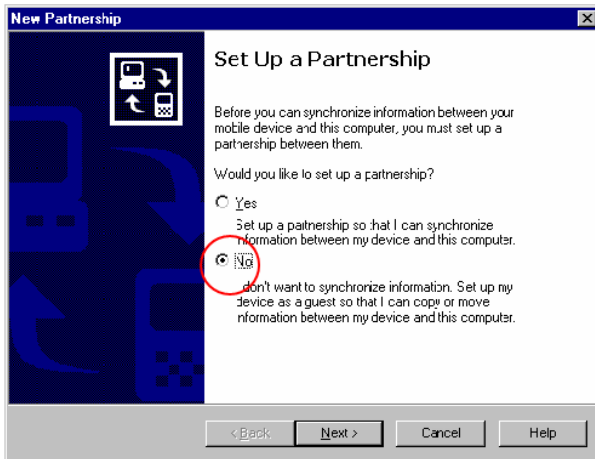 New Partnership
Set Up a Partnership
Before you can synchronize information between your
mobile device and this computer, you must set up a
partnership between them.
Would you like to set up a partnership?
Yes
Set up a partnership so that I can synchronize
information between my device and this computer.
No
I don't want to synchronize information. Set up my
device as a guest so that I can copy or move
information between my device and this computer.
< Back
Next >
Cancel
Help